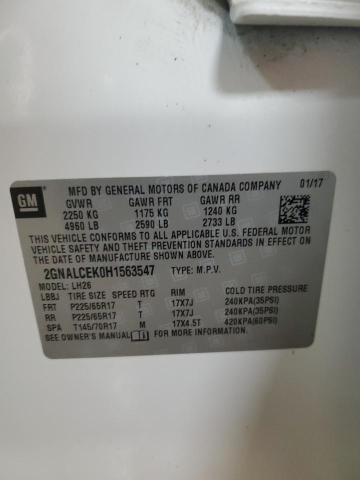 GM
MFD BY GENERAL MOTORS OF CANADA COMPANY 01/17
GVWR GAWR FRT GAWR RR
2250 KG 1175 KG 1240 KG
4960 LB 2590 LB 2733 LB
THIS VEHICLE CONFORMS TO ALL APPLICABLE U.S. FEDERAL MOTOR
VEHICLE SAFETY AND THEFT PREVENTION STANDARDS IN EFFECT ON THE
DATE OF MANUFACTURE SHOWN ABOVE.
2GNALCEK0H1563547 TYPE: M.P.V.
MODEL: LH26
LBBJ TIRE SIZE SPEED RTG RIM COLD TIRE PRESSURE
FRT P225/65R17 T 17X7J 240KPA(35PSI)
RR P225/65R17 T 17X7J 240KPA(35PSI)
SPA T145/70R17 M 17X4.5T 420KPA(60PSI)
SEE OWNER'S MANUAL FOR MORE INFORMATION.